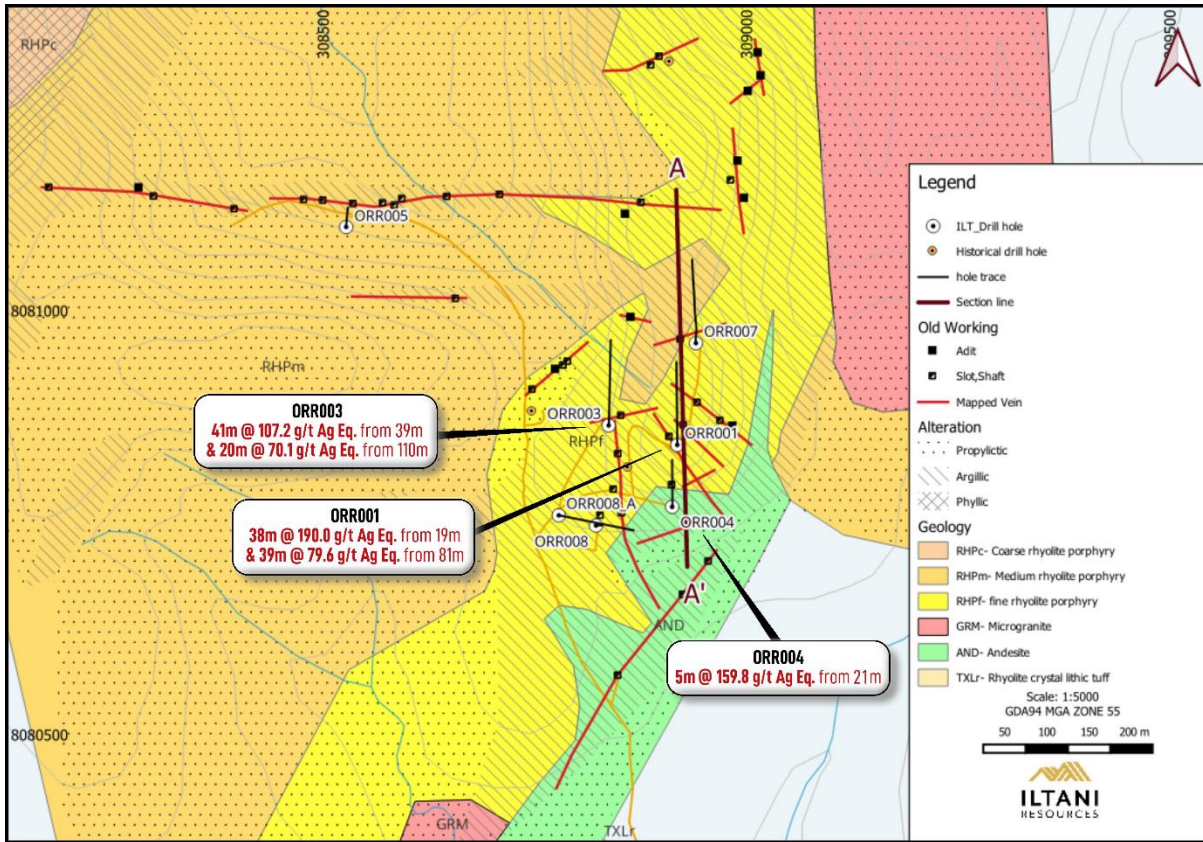 RHPc
308500
309000
309500
A
ORR005
8081000
ORR007
RHPm
ORR003
41m @ 107.2 g/t Ag Eq. from 39m
& 20m @ 70.1 g/t Ag Eq. from 110m
ORR003
RHPf
ORR001
ORR001
38m @ 190.0 g/t Ag Eq. from 19m
& 39m @ 79.6 g/t Ag Eq. from 81m
ORR008_A
ORR004
ORR008
A'
AND
ORR004
5m @ 159.8 g/t Ag Eq. from 21m
8080500
GRM
TXLr
Legend
ILT_Drill hole
Historical drill hole
hole trace
Section line
Old Working
Adit
Slot,Shaft
Mapped Vein
Alteration
Propylictic
Argillic
Phyllic
Geology
RHPc- Coarse rhyolite porphyry
RHPm- Medium rhyolite porphyry
RHPf- fine rhyolite porphyry
GRM- Microgranite
AND- Andesite
TXLr- Rhyolite crystal lithic tuff
Scale: 1:5000
GDA94 MGA ZONE 55
50 100 150 200 m
ILTANI
RESOURCES